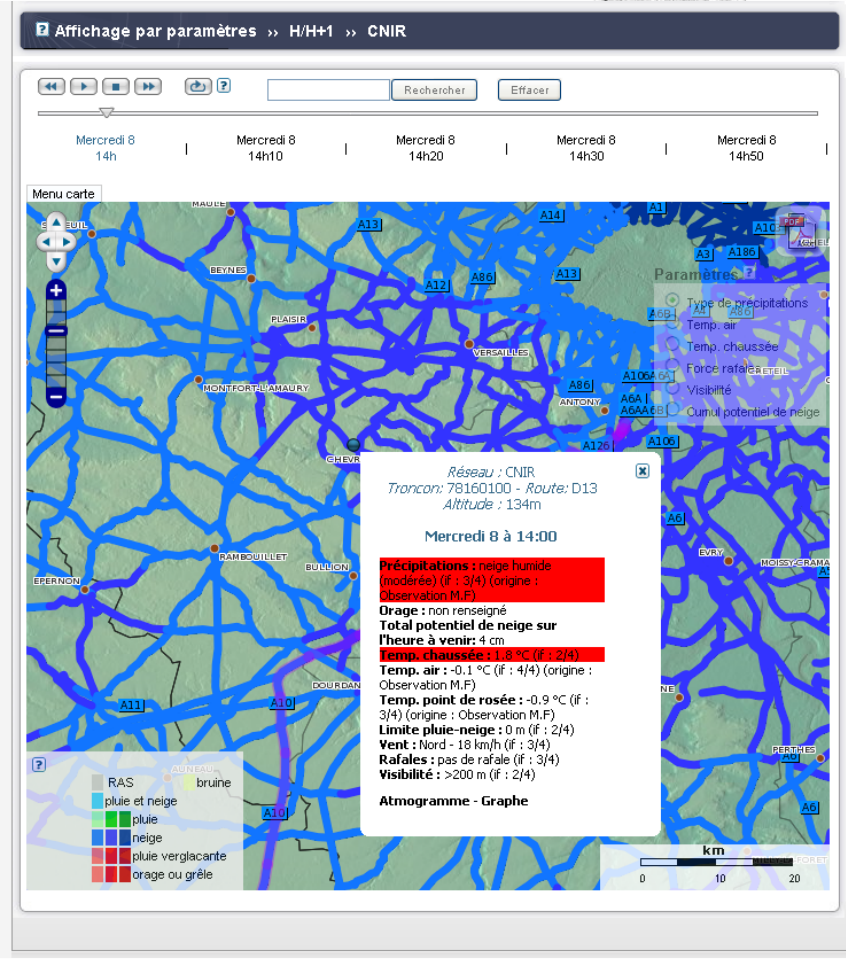 Affichage par paramètres » H/H+1 » CNIR
?
Rechercher
Effacer
Mercredi 8
14h
Mercredi 8
14h10
Mercredi 8
14h20
Mercredi 8
14h30
Mercredi 8
14h50
Menu carte
MAULE
A13
A14
A1
PDF
A3
A186
BEYNES
A12
A86
A13
Paramètres ?
Type de précipitations
Temp. air
Temp. chaussée
Force rafales
Visibilité
Cumul potentiel de neige
A6B
A4
A86
PLAISIR
VERSAILLES
MONTFORT-L'AMAURY
A86
ANTONY
A6A
A126
A106
Réseau : CNIR
Troncon: 78160100 - Route: D13
Altitude : 134m
Mercredi 8 à 14:00
Précipitations : neige humide
(modérée) (if : 3/4) (origine :
Observation M.F)
Orage : non renseigné
Total potentiel de neige sur
l'heure à venir: 4 cm
Temp. chaussée : 1.8 °C (if : 2/4)
Temp. air : -0.1 °C (if : 4/4) (origine :
Observation M.F)
Temp. point de rosée : -0.9 °C (if :
3/4) (origine : Observation M.F)
Limite pluie-neige : 0 m (if : 2/4)
Vent : Nord - 18 km/h (if : 3/4)
Rafales : pas de rafale (if : 3/4)
Visibilité : >200 m (if : 2/4)
Atmogramme - Graphe
A6
EVRY
RAMBOUILLET
BULLION
EPERNON
DOURDAN
A11
A10
PERTHES
A6
A10
A6
?
RAS
bruine
pluie et neige
pluie
neige
pluie verglacante
orage ou grêle
km
0
10
20